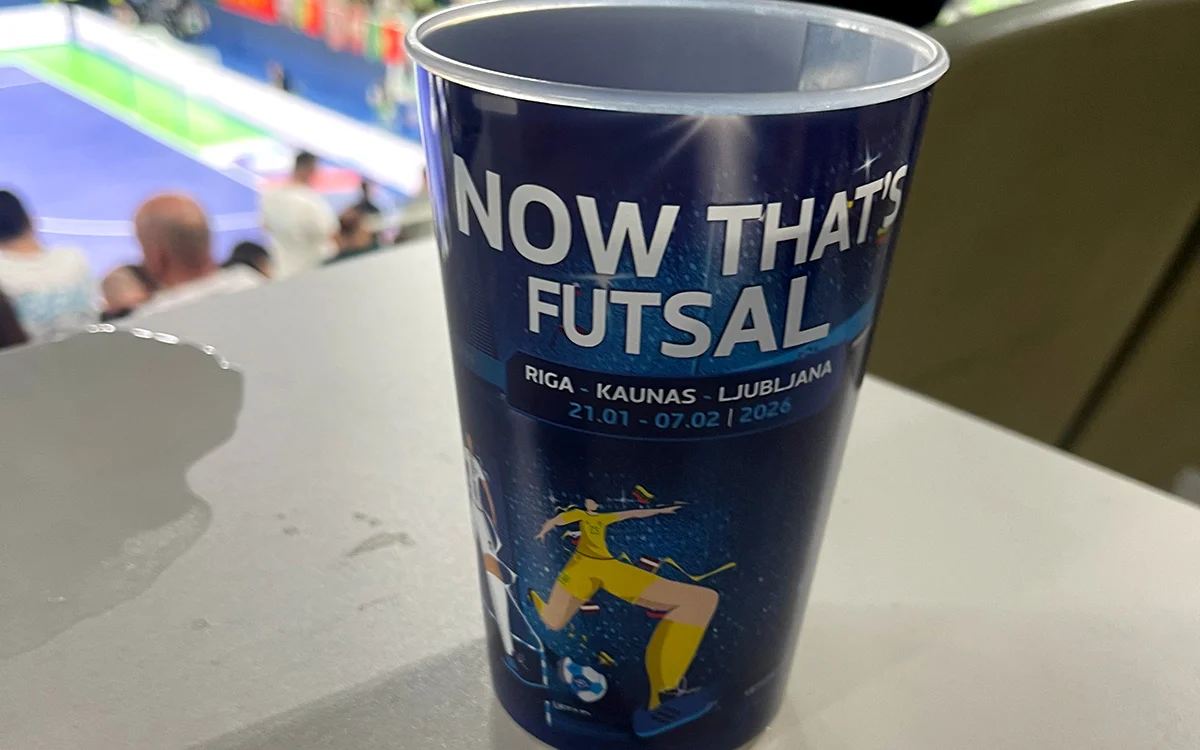 NOW THAT'S
FUTSAL
RIGA - KAUNAS - LJUBLJANA
21.01 - 07.02 | 2026